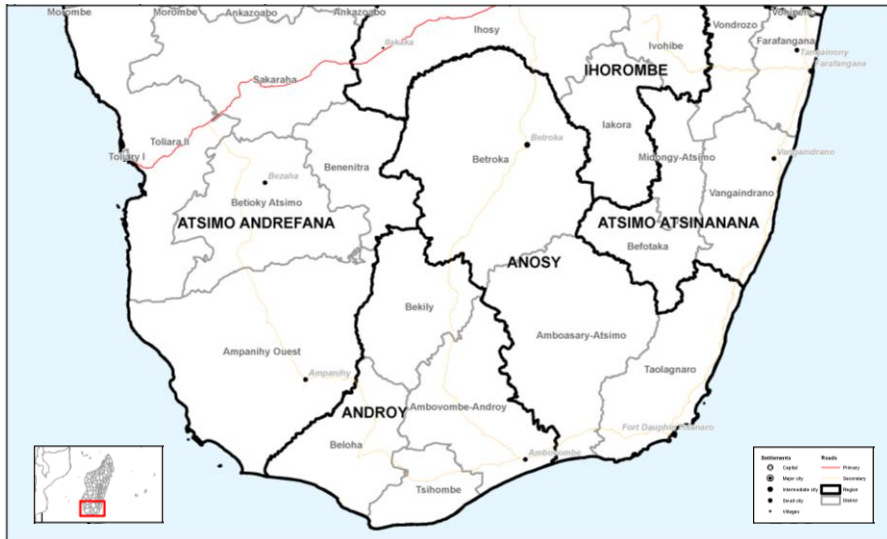 Morombe
Morombe
Ankazoabo
Ankazoabo
Vondrozo
Vohipeno
Ihosy
Ivohibe
Farafangana
Ilakaka
Tangainony
Farafangana
Sakaraha
IHOROMBE
Iakora
Toliara II
Toliary I
Benenitra
Betroka
Betroka
Midongy-Atsimo
Vangaindrano
Bezaha
Betioky Atsimo
Vangaindrano
ATSIMO ANDREFANA
ATSIMO ATSINANANA
Befotaka
ANOSY
Bekily
Amboasary-Atsimo
Ampanihy Ouest
Ampanihy
Taolagnaro
ANDROY
Ambovombe-Androy
Fort Dauphin
Beloha
Ambovombe
Tsihombe
Settlements
Roads
Capital
Primary
Major city
Secondary
Intermediate city
Region
Small city
District
Villages